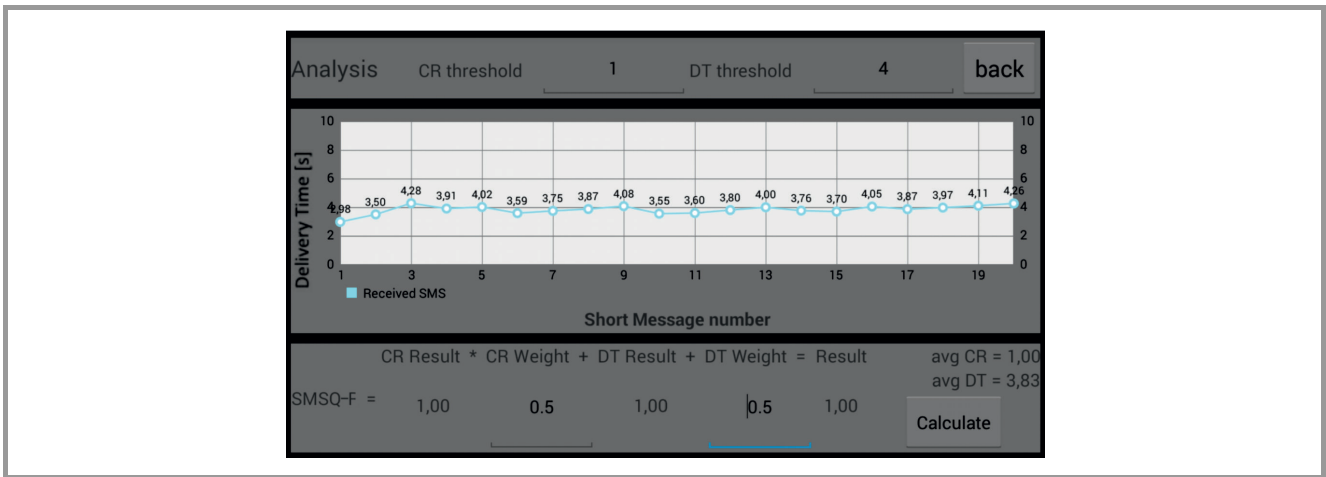 Analysis CR threshold 1 DT threshold 4 back
Delivery Time [s]
10 10
8 8
6 6
4 4
2 2
0 0
2,98 3,50 4,28 3,91 4,02 3,59 3,75 3,87 4,08 3,55 3,60 3,80 4,00 3,76 3,70 4,05 3,87 3,97 4,11 4,26
1 3 5 7 9 11 13 15 17 19
Received SMS
Short Message number
CR Result * CR Weight + DT Result + DT Weight = Result avg CR = 1,00
avg DT = 3,83
SMSQ-F = 1,00 0.5 1,00 0.5 1,00
Calculate